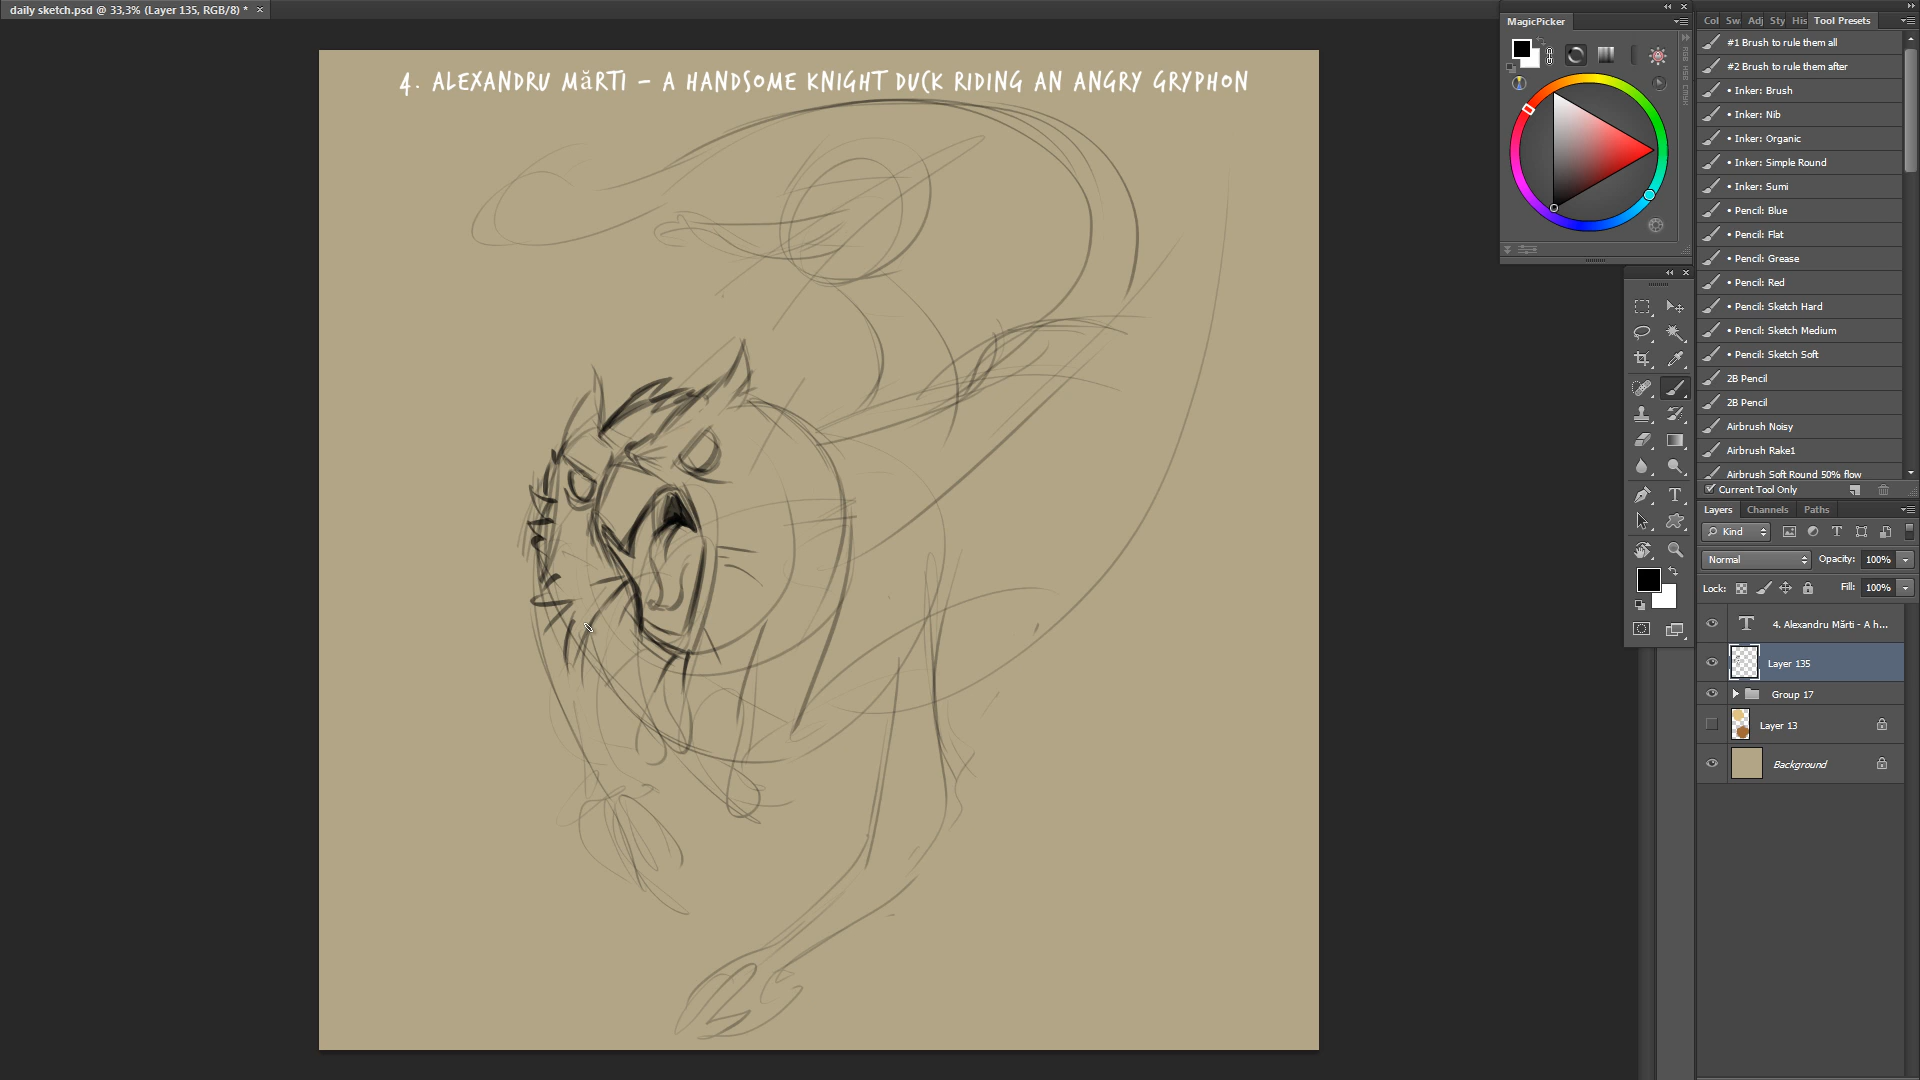 daily sketch.psd @ 33,3% (Layer 135, RGB/8) * ×
4. ALEXANDRU MăRTI - A HANDSOME KNIGHT DUCK RIDING AN ANGRY GRYPHON
MagicPicker
RGB HSB CMYK
Col Sw Adj Sty His Tool Presets
#1 Brush to rule them all
#2 Brush to rule them after
• Inker: Brush
• Inker: Nib
• Inker: Organic
• Inker: Simple Round
• Inker: Sumi
• Pencil: Blue
• Pencil: Flat
• Pencil: Grease
• Pencil: Red
• Pencil: Sketch Hard
• Pencil: Sketch Medium
• Pencil: Sketch Soft
2B Pencil
2B Pencil
Airbrush Noisy
Airbrush Rake1
Airbrush Soft Round 50% flow
Current Tool Only
Layers Channels Paths
Kind
Normal Opacity: 100%
Lock: Fill: 100%
4. Alexandru Mărti - A h...
Layer 135
Group 17
Layer 13
Background